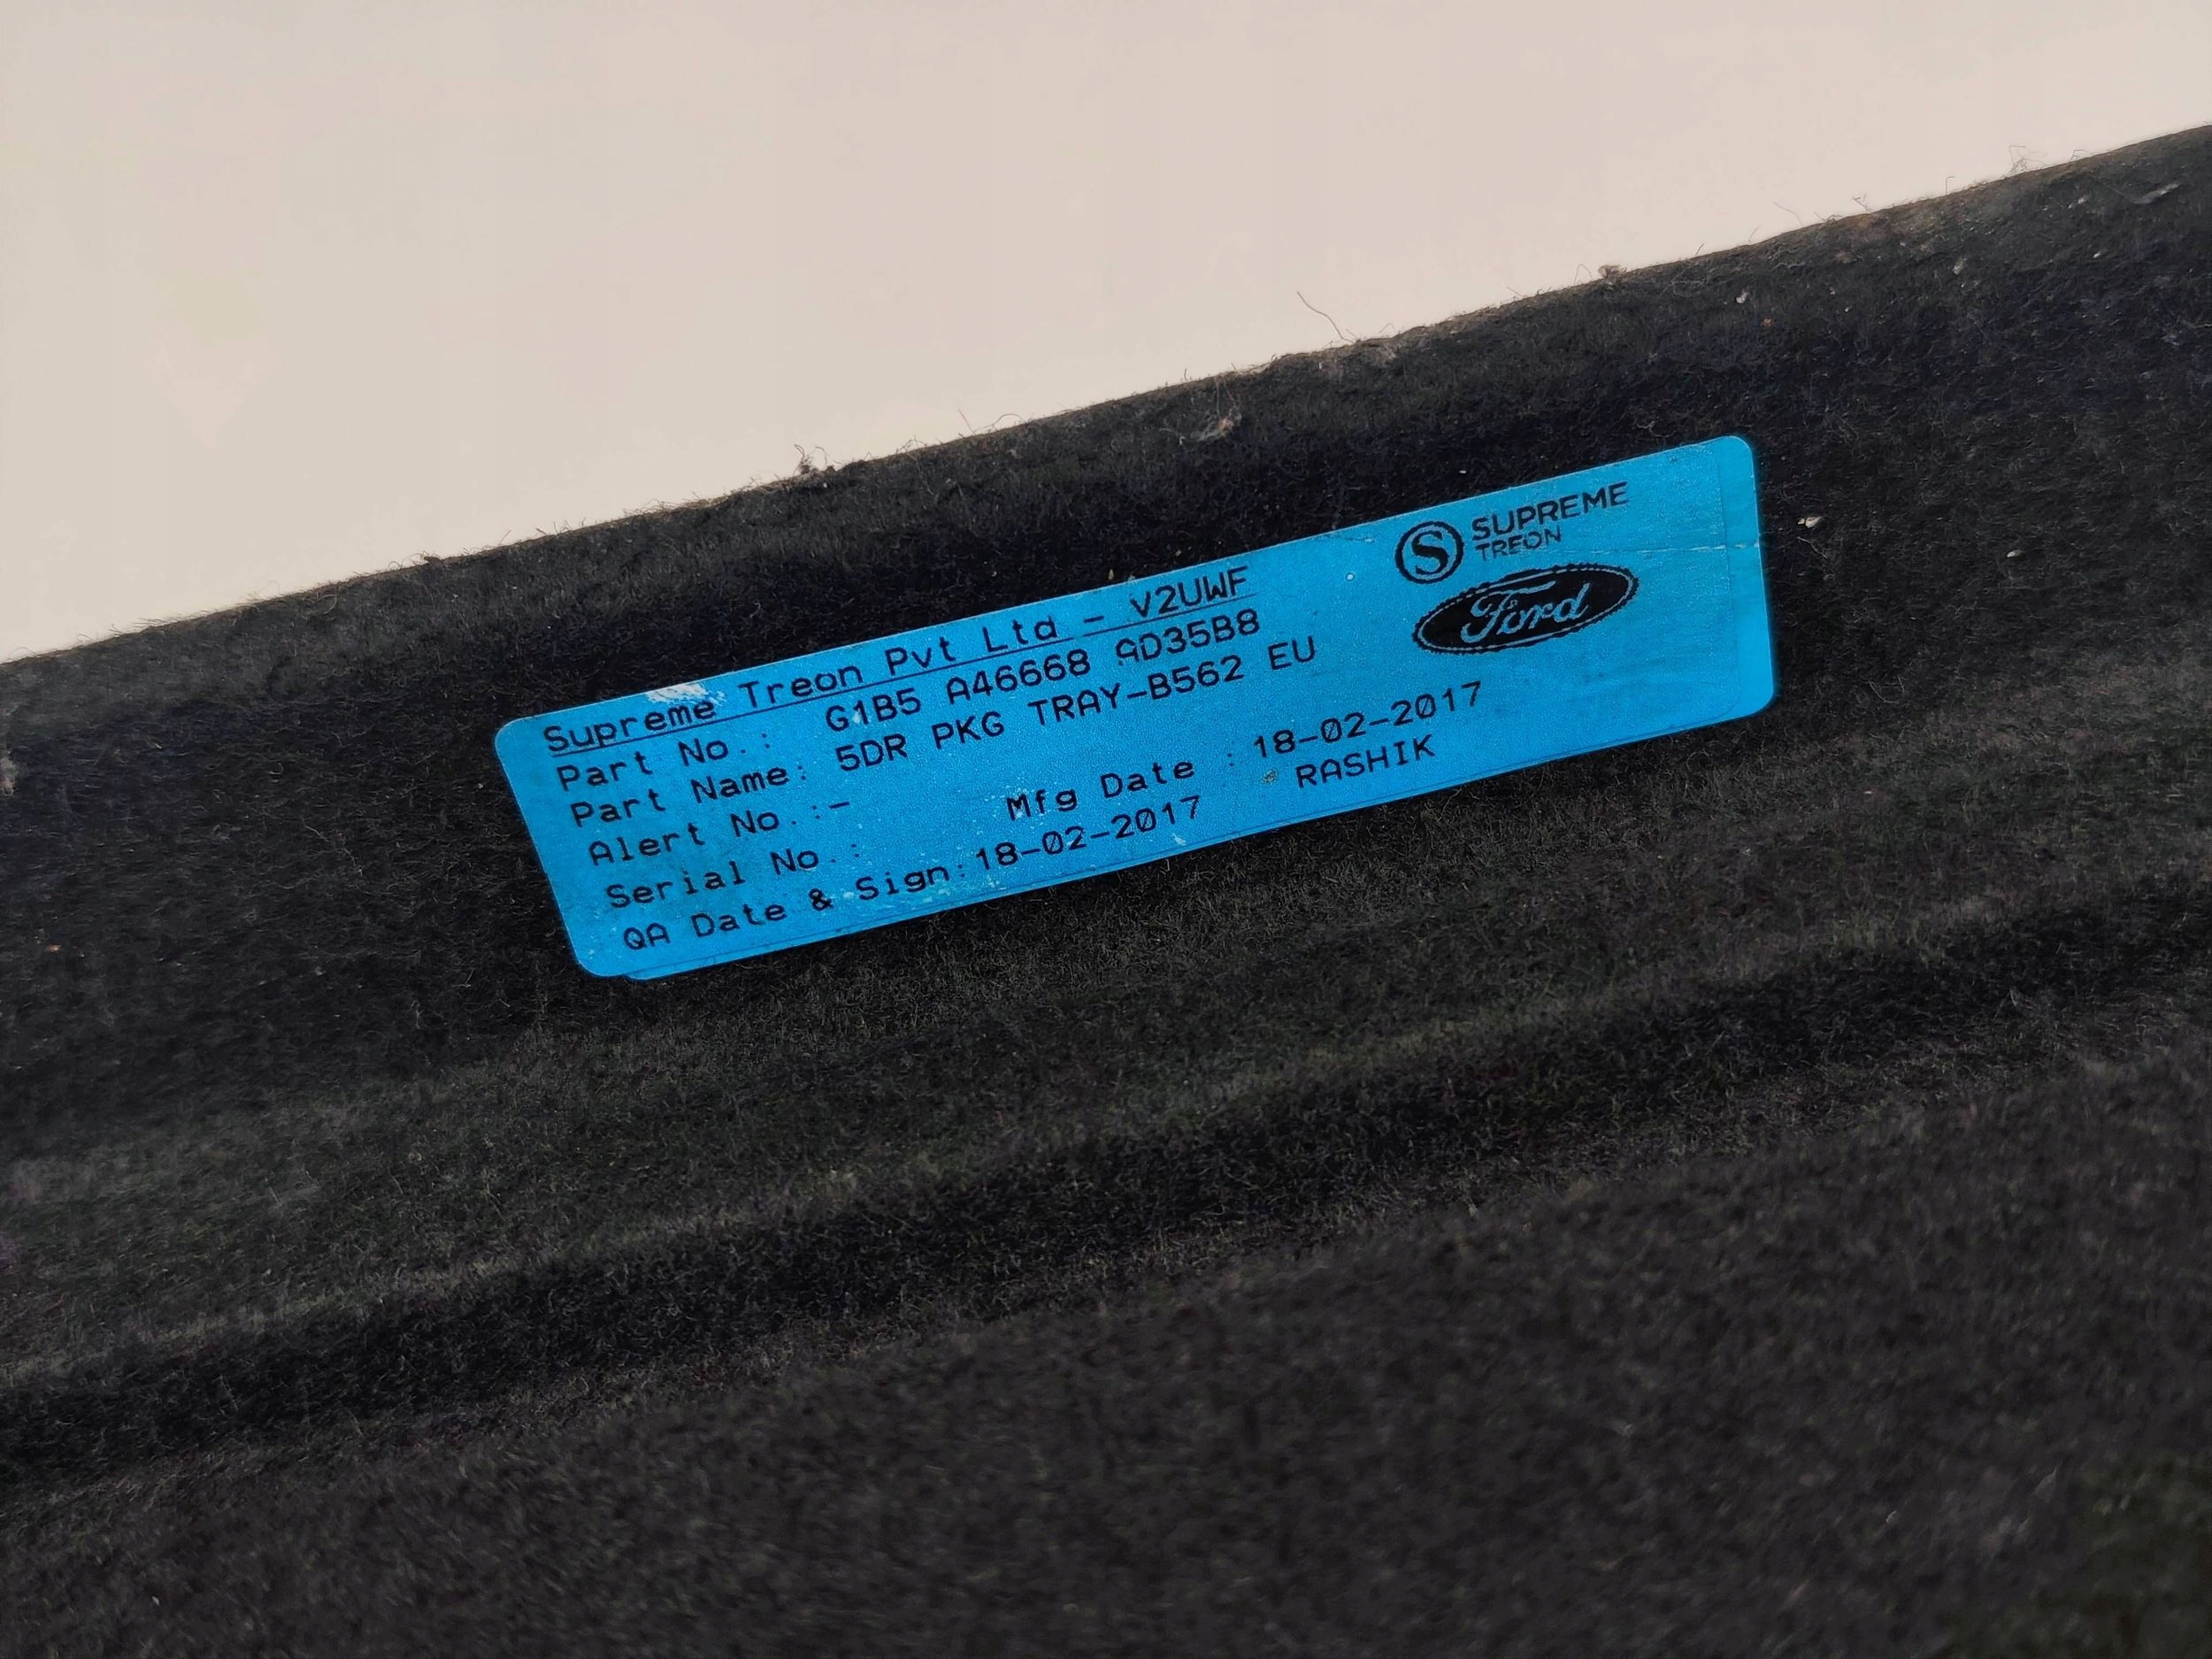 Supreme Treon Pvt Ltd - V2UWF
Part No.: G1B5 A46668 AD35B8
Part Name: 5DR PKG TRAY-B562 EU
Alert No.:-
Serial No.: Mfg Date : 18-02-2017
QA Date & Sign:18-02-2017 RASHIK
S SUPREME
TREON
Ford